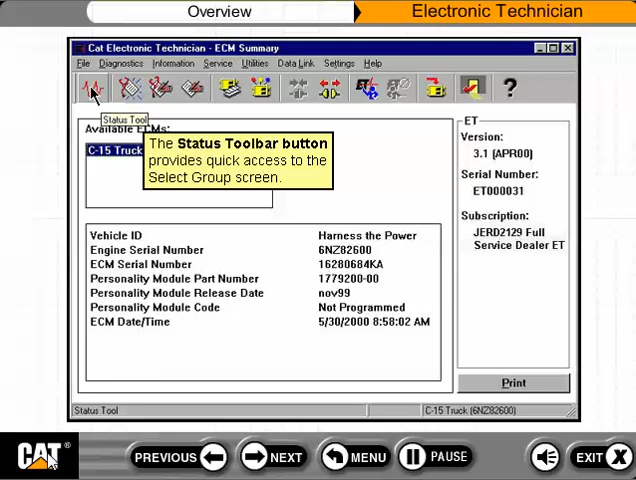 Overview
Electronic Technician
Cat Electronic Technician - ECM Summary
File Diagnostics Information Service Utilities Data Link Settings Help
ET
?
Status Tool
Available ECMs:
C-15 Truck
The Status Toolbar button
provides quick access to the
Select Group screen.
ET
Version:
3.1 (APR00)
Serial Number:
ET000031
Subscription:
JERD2129 Full
Service Dealer ET
Vehicle ID Harness the Power
Engine Serial Number 6NZ82600
ECM Serial Number 16280684KA
Personality Module Part Number 1779200-00
Personality Module Release Date nov99
Personality Module Code Not Programmed
ECM Date/Time 5/30/2000 8:58:02 AM
Print
Status Tool C-15 Truck (6NZ82600)
CAT® PREVIOUS NEXT MENU PAUSE EXIT X